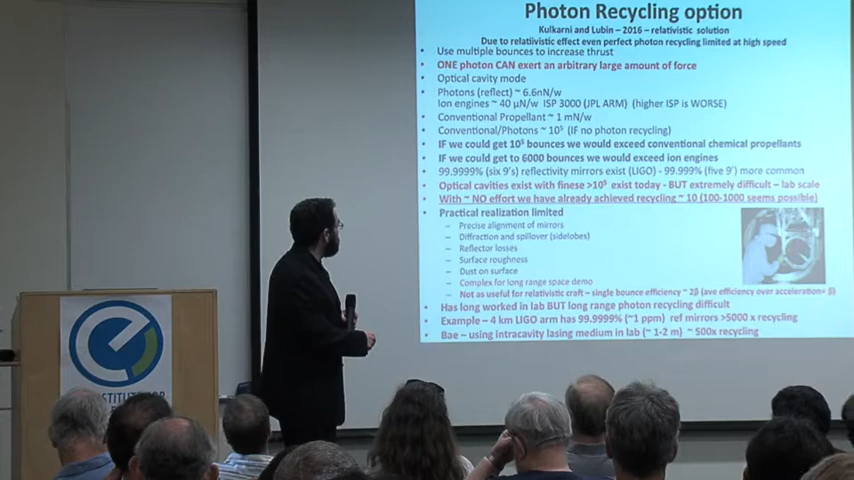 Photon Recycling option
Kulkarni and Lubin – 2016 – relativistic solution
Due to relatiivistic effect even perfect photon recycling limited at high speed
• Use multiple bounces to increase thrust
• ONE photon CAN exert an arbitrary large amount of force
• Optical cavity mode
• Photons (reflect) ~ 6.6nN/w
Ion engines ~ 40 µN/w ISP 3000 (JPL ARM) (higher ISP is WORSE)
• Conventional Propellant ~ 1 mN/w
• Conventional/Photons ~ 10⁵ (IF no photon recycling)
• IF we could get 10⁵ bounces we would exceed conventional chemical propellants
• IF we could get to 6000 bounces we would exceed ion engines
• 99.9999% (six 9's) reflectivity mirrors exist (LIGO) - 99.999% (five 9') more common
• Optical cavities exist with finese >10⁵ exist today - BUT extremely difficult – lab scale
• With ~ NO effort we have already achieved recycling ~ 10 (100-1000 seems possible)
• Practical realization limited
– Precise alignment of mirrors
– Diffraction and spillover (sidelobes)
– Reflector losses
– Surface roughness
– Dust on surface
– Complex for long range space demo
– Not as useful for relativistic craft – single bounce efficiency ~ 2β (ave efficiency over acceleration= β)
• Has long worked in lab BUT long range photon recycling difficult
• Example – 4 km LIGO arm has 99.9999% (~1 ppm) ref mirrors >5000 x recycling
• Bae – using intracavity lasing medium in lab (~ 1-2 m) ~ 500x recycling